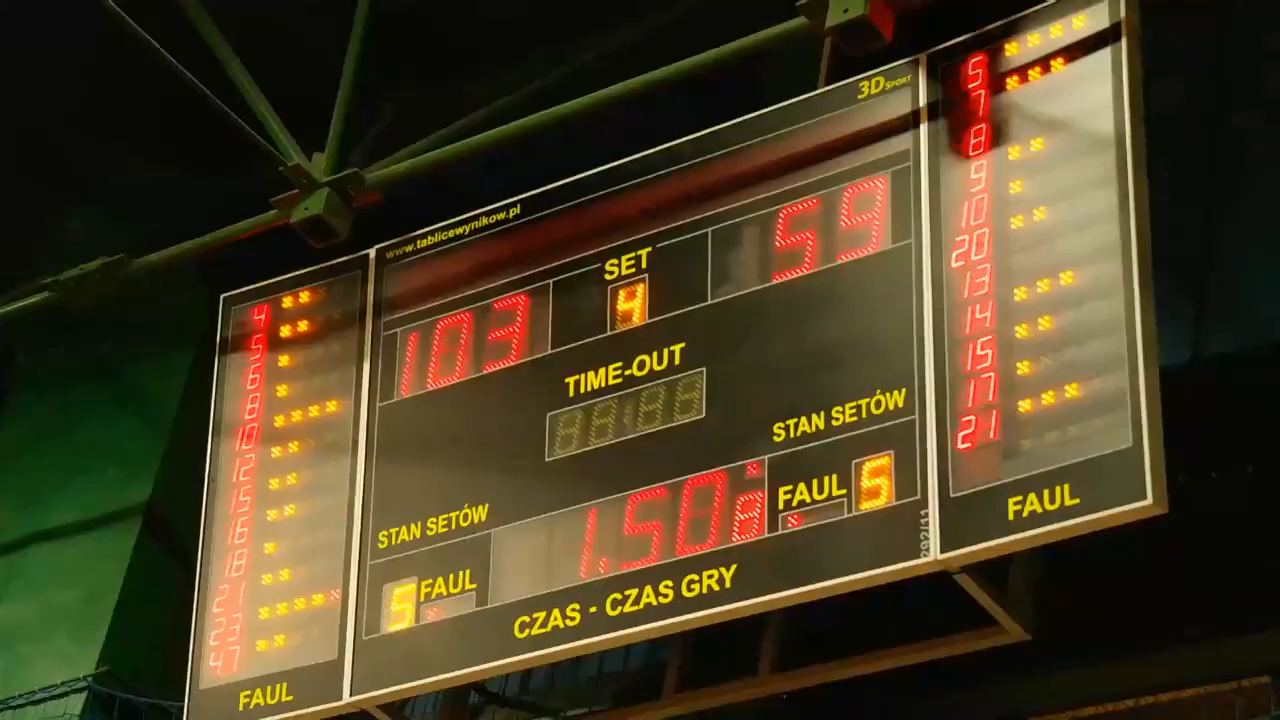 3D SPORT
www.tablicewynikow.pl
SET
103 4 59
TIME-OUT
STAN SETÓW
STAN SETÓW
1.50
FAUL 5
5 FAUL
CZAS - CZAS GRY
292/11
4
5
6
8
10
12
15
16
18
21
23
47
FAUL
5
7
8
9
10
20
13
14
15
17
21
FAUL